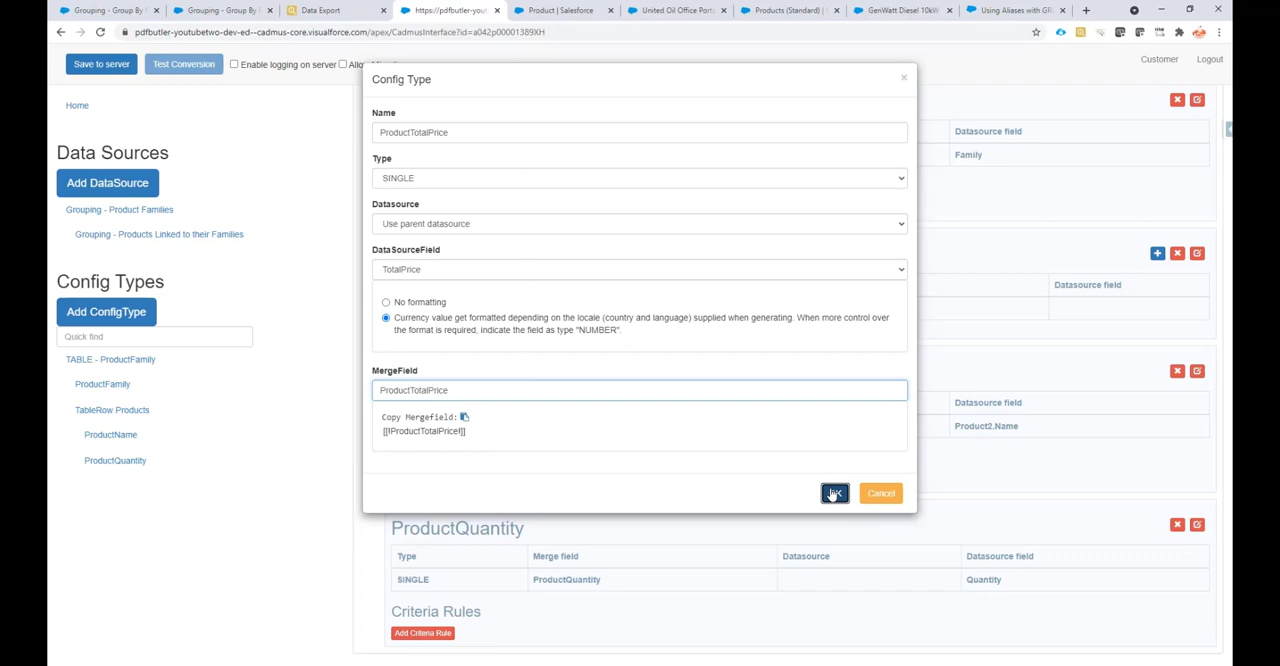 Grouping - Group By F
Grouping - Group By F
Data Export
https://pdfbutler-yout
Product | Salesforce
United Oil Office Port
Products (Standard) | S
GenWatt Diesel 10kW
Using Aliases with GR
pdfbutler-youtubetwo-dev-ed--cadmus-core.visualforce.com/apex/CadmusInterface?id=a042p00001389XH
Save to server
Test Conversion
Enable logging on server
Customer
Logout
Home
Data Sources
Add DataSource
Grouping - Product Families
Grouping - Products Linked to their Families
Config Types
Add ConfigType
Quick find
TABLE - ProductFamily
ProductFamily
TableRow Products
ProductName
ProductQuantity
Config Type
Name
ProductTotalPrice
Type
SINGLE
Datasource
Use parent datasource
DataSourceField
TotalPrice
No formatting
Currency value get formatted depending on the locale (country and language) supplied when generating. When more control over
the format is required, indicate the field as type "NUMBER".
MergeField
ProductTotalPrice
Copy Mergefield:
[[!ProductTotalPrice!]]
Cancel
Datasource field
Family
Datasource field
Datasource field
Product2.Name
ProductQuantity
Type
Merge field
Datasource
Datasource field
SINGLE
ProductQuantity
Quantity
Criteria Rules
Add Criteria Rule